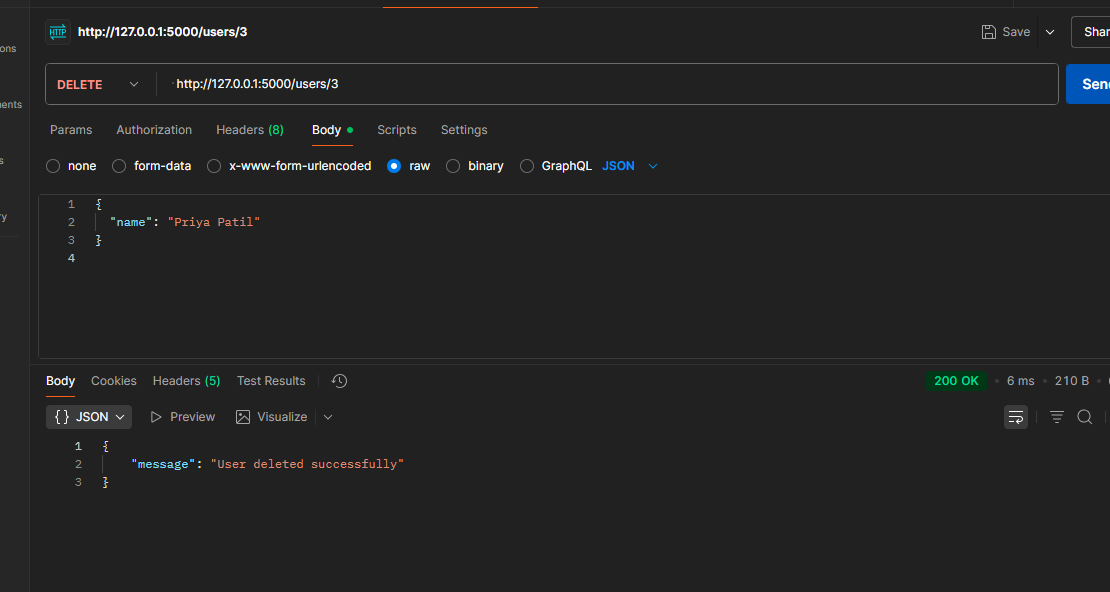 HTTP http://127.0.0.1:5000/users/3 Save Shar
ons
DELETE http://127.0.0.1:5000/users/3 Send
ents
Params Authorization Headers (8) Body Scripts Settings
s none form-data x-www-form-urlencoded raw binary GraphQL JSON
1 {
2 "name": "Priya Patil"
ry
3 }
4
Body Cookies Headers (5) Test Results 200 OK 6 ms 210 B
{} JSON Preview Visualize
1 {
2 "message": "User deleted successfully"
3 }